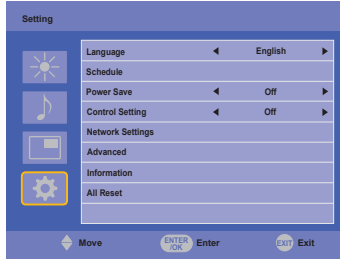 Setting
Language English
Schedule
Power Save Off
Control Setting Off
Network Settings
Advanced
Information
All Reset
Move ENTER/OK Enter EXIT Exit